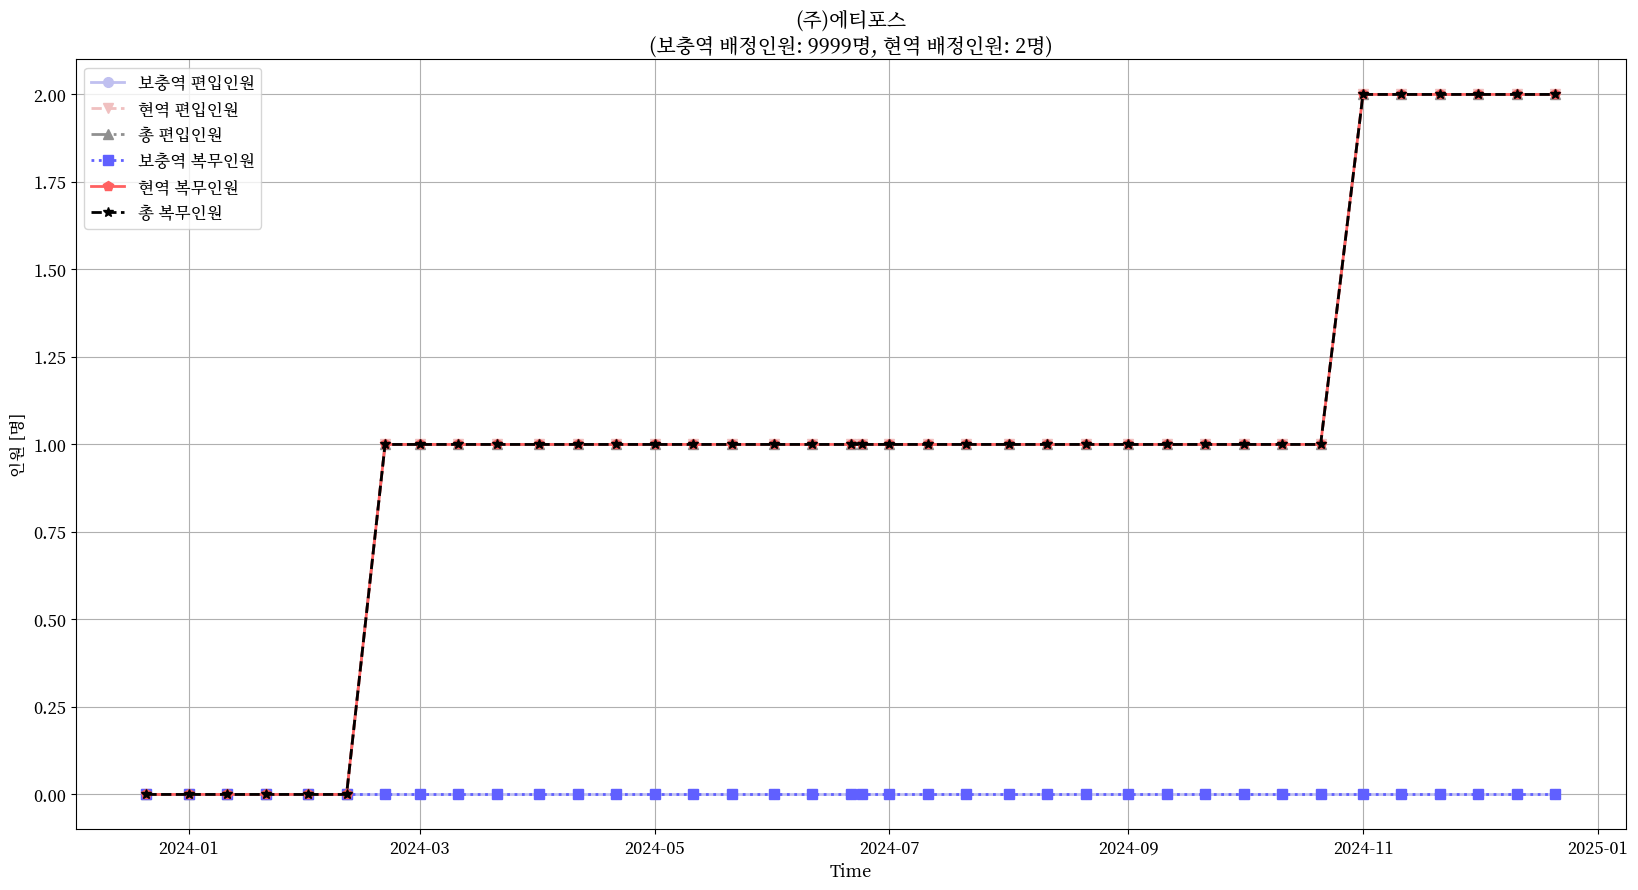 (주)에티포스
(보충역 배정인원: 9999명, 현역 배정인원: 2명)
보충역 편입인원
현역 편입인원
총 편입인원
보충역 복무인원
현역 복무인원
총 복무인원
인원 [명]
2.00
1.75
1.50
1.25
1.00
0.75
0.50
0.25
0.00
2024-01
2024-03
2024-05
2024-07
2024-09
2024-11
2025-01
Time